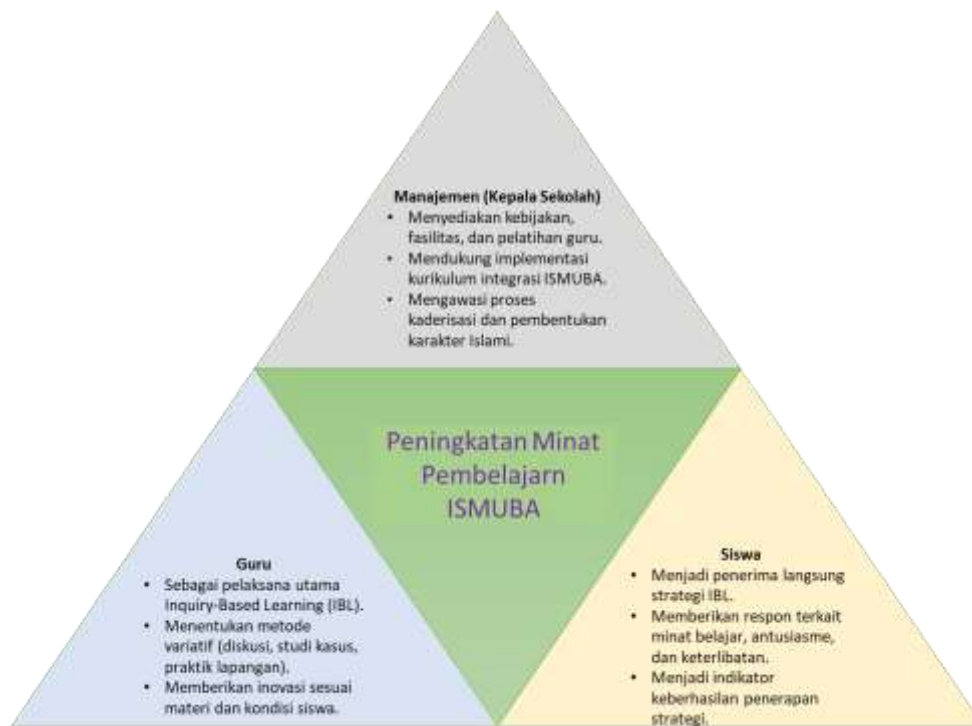 Manajemen (Kepala Sekolah)
• Menyediakan kebijakan,
fasilitas, dan pelatihan guru.
• Mendukung implementasi
kurikulum integrasi ISMUBA.
• Mengawasi proses
kaderisasi dan pembentukan
karakter Islami.
Peningkatan Minat
Pembelajarn
ISMUBA
Guru
• Sebagai pelaksana utama
Inquiry-Based Learning (IBL).
• Menentukan metode
variatif (diskusi, studi kasus,
praktik lapangan).
• Memberikan inovasi sesuai
materi dan kondisi siswa.
Siswa
• Menjadi penerima langsung
strategi IBL.
• Memberikan respon terkait
minat belajar, antusiasme,
dan keterlibatan.
• Menjadi indikator
keberhasilan penerapan
strategi.